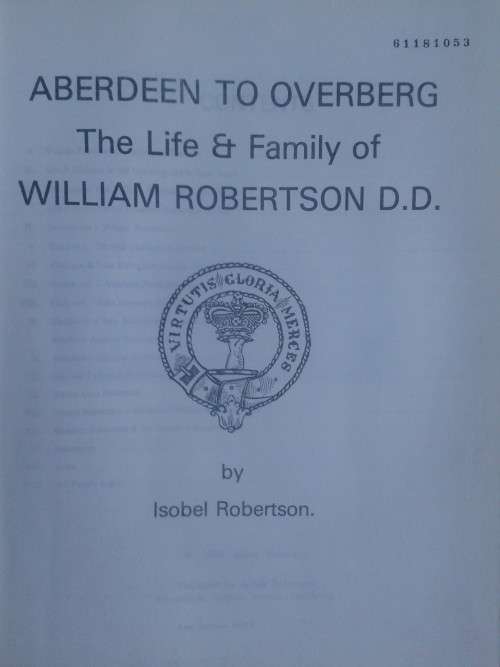 61181053
ABERDEEN TO OVERBERG
The Life & Family of
WILLIAM ROBERTSON D.D.
VIRTUTIS GLORIA MERCES
by
Isobel Robertson.